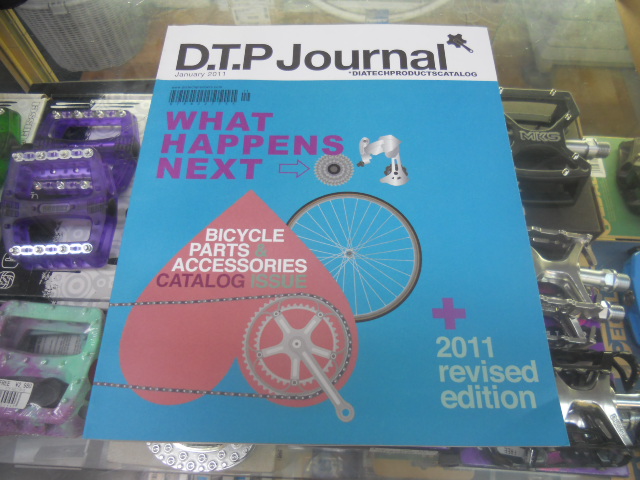 D.T.P Journal*
January 2011
*DIATECHPRODUCTSCATALOG
WHAT
HAPPENS
NEXT
BICYCLE
PARTS &
ACCESSORIES
CATALOG ISSUE
2011
revised
edition
MKS